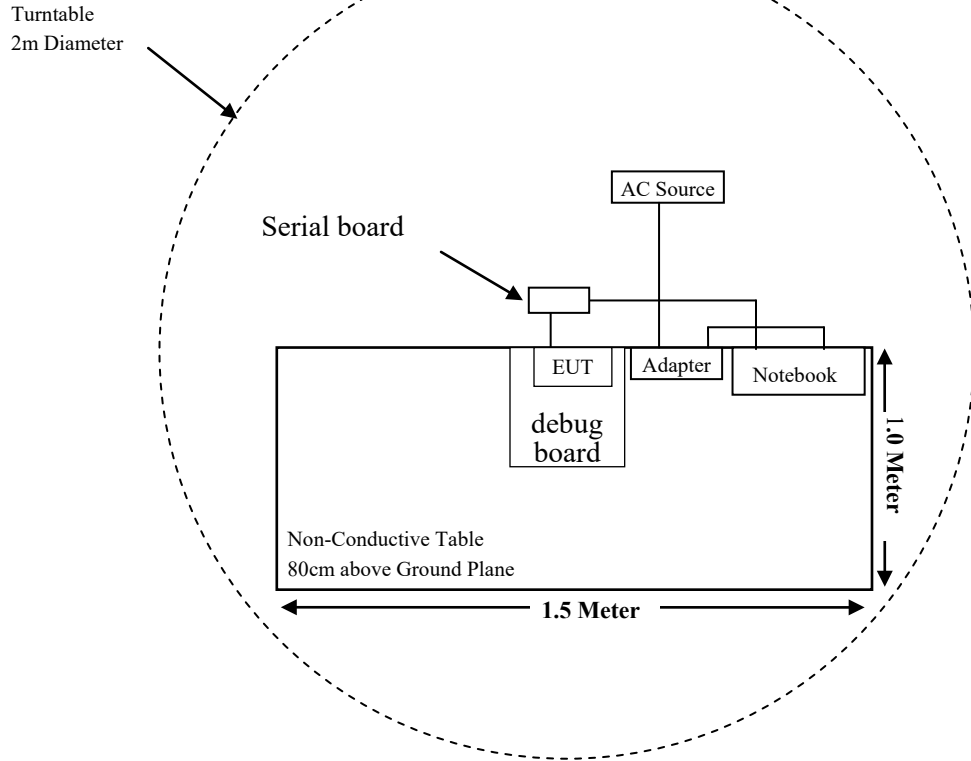 Turntable
2m Diameter
AC Source
Serial board
EUT
Adapter
Notebook
debug
board
1.0 Meter
Non-Conductive Table
80cm above Ground Plane
1.5 Meter